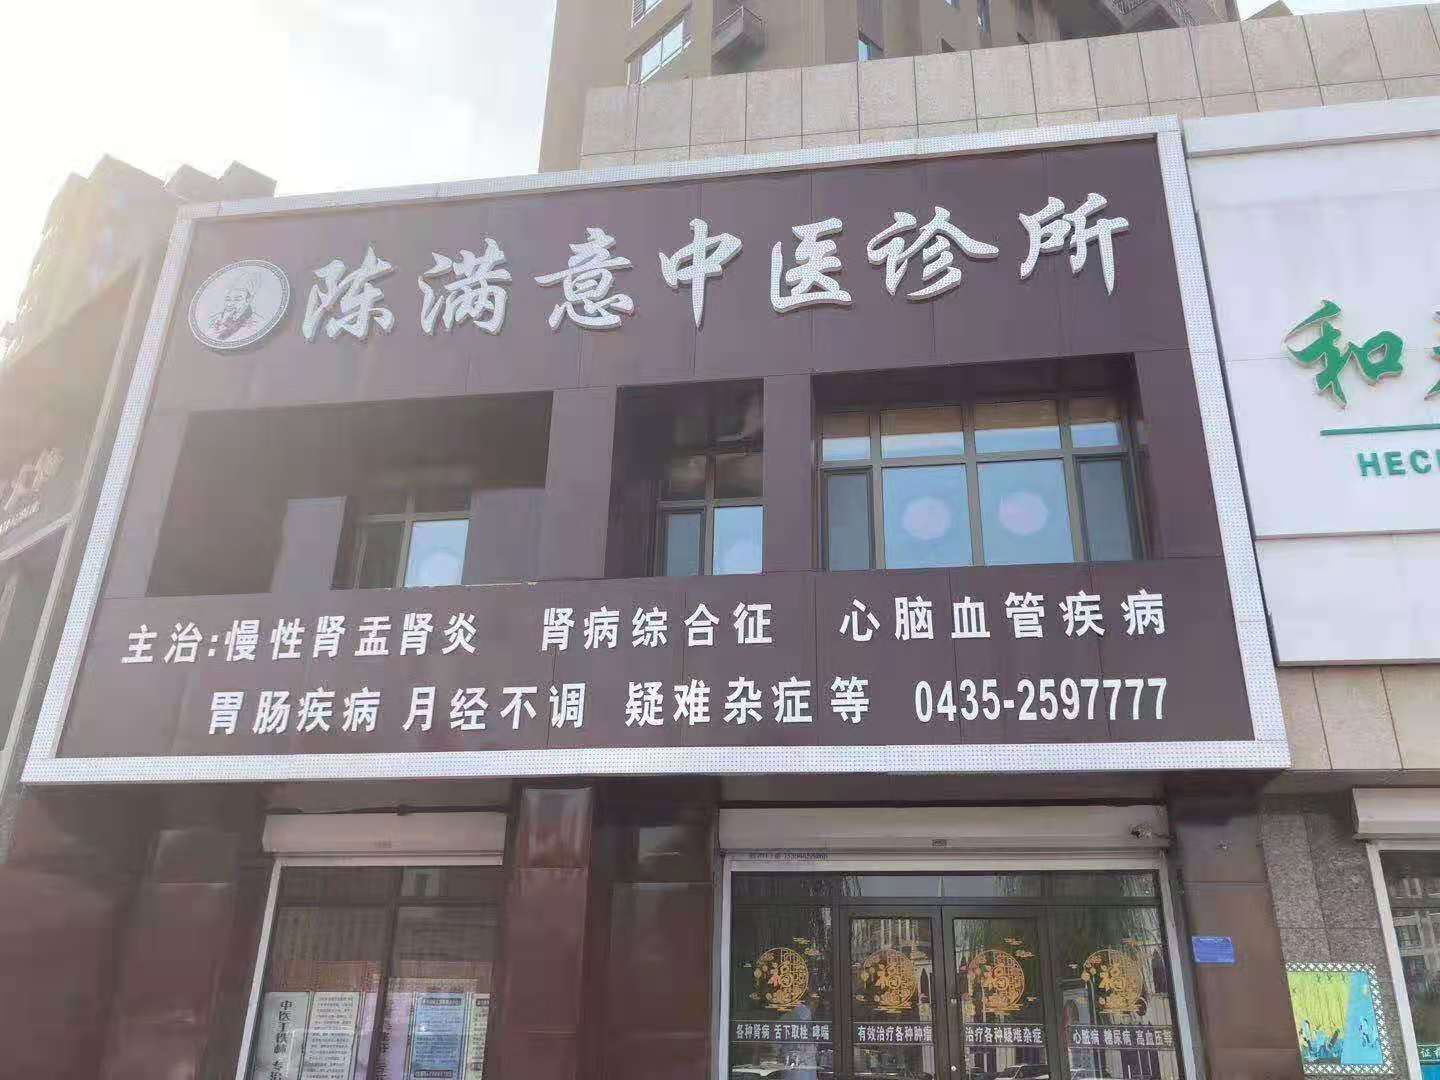 陈满意中医诊所
主治:慢性肾盂肾炎 肾病综合征 心脑血管疾病
胃肠疾病 月经不调 疑难杂症等 0435-2597777
和
HEC
福
福
各种肾病 舌下取栓 哮喘
有效治疗各种肿瘤
治疗各种疑难杂症
心脏病 糖尿病 高血压等